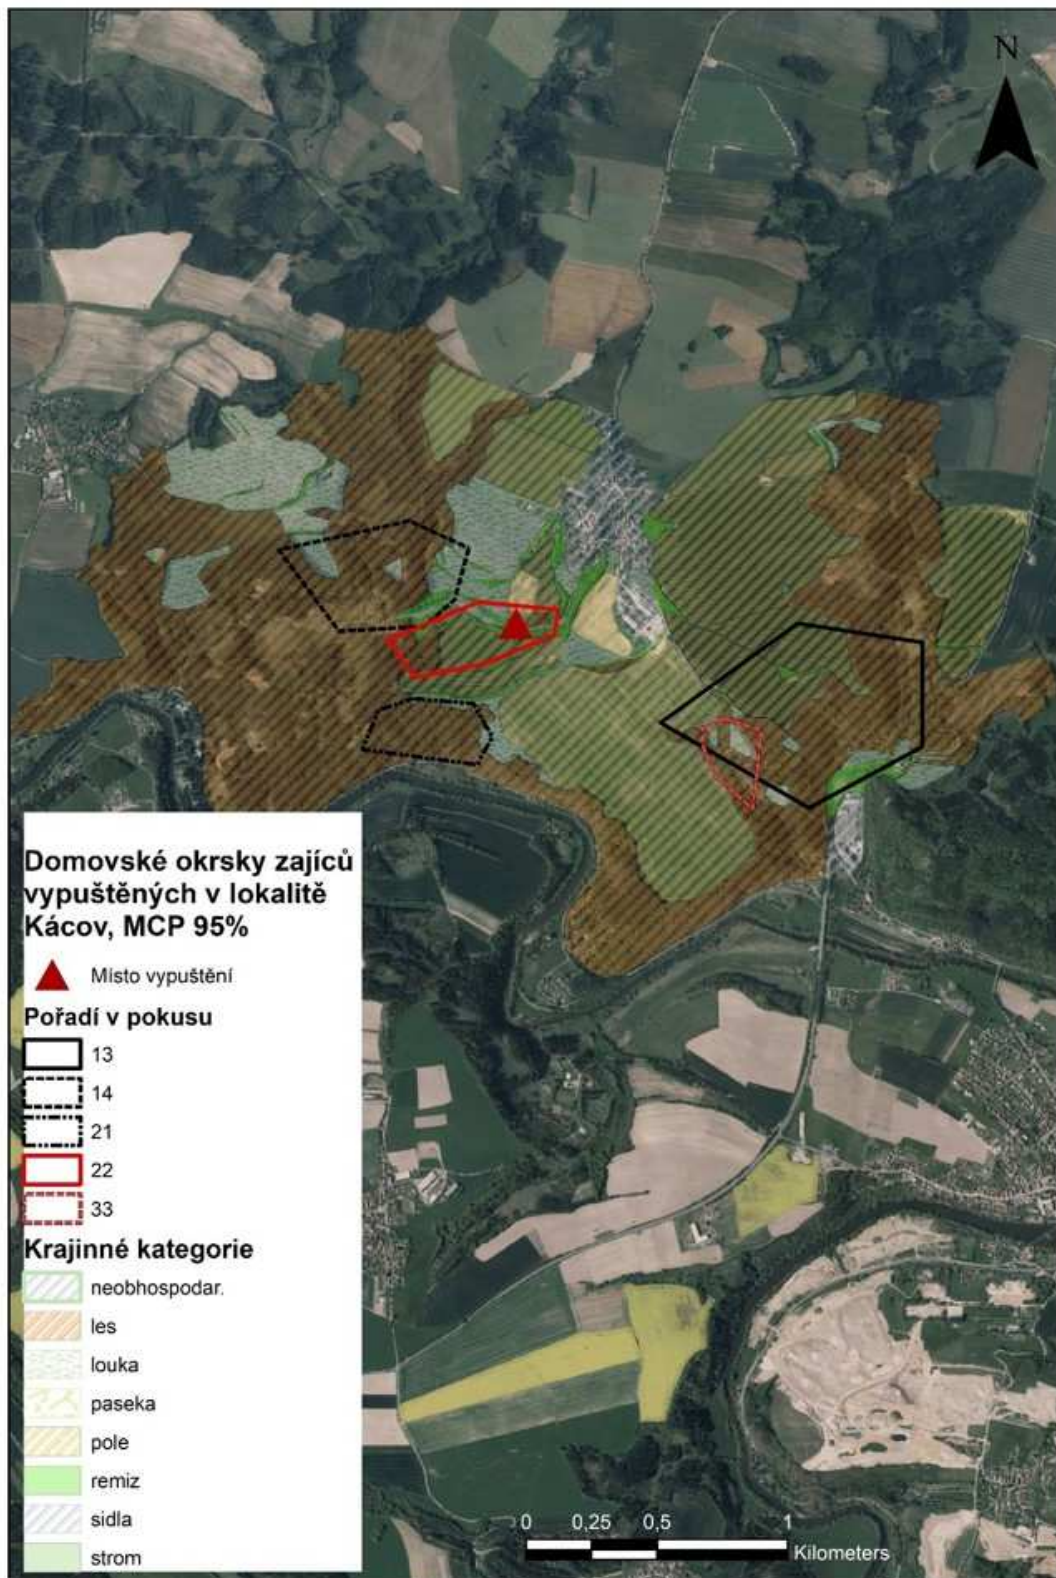 N
Domovské okrsky zajíců
vypuštěných v lokalitě
Kácov, MCP 95%
Místo vypuštění
Pořadí v pokusu
13
14
21
22
33
Krajinné kategorie
neobhospodar.
les
louka
paseka
pole
remiz
sidla
strom
0 0,25 0,5 1
Kilometers